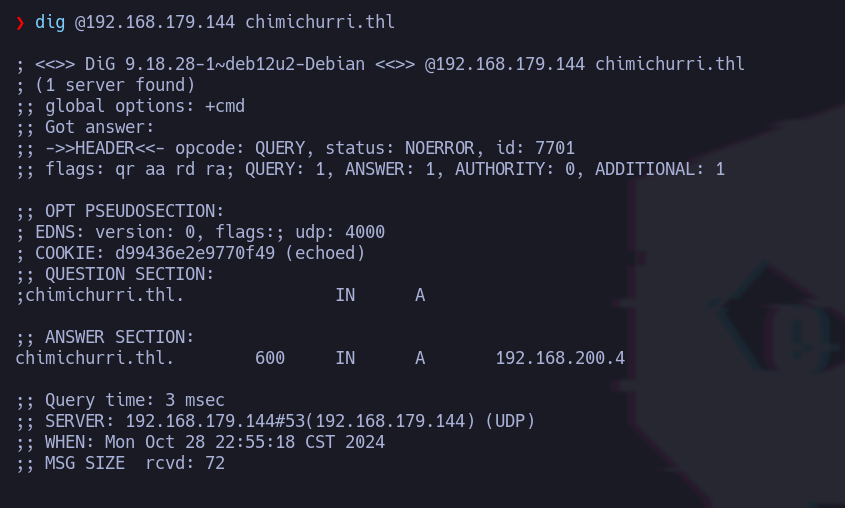 ❯ dig @192.168.179.144 chimichurri.thl
; <<>> DiG 9.18.28-1~deb12u2-Debian <<>> @192.168.179.144 chimichurri.thl
; (1 server found)
;; global options: +cmd
;; Got answer:
;; ->>HEADER<<- opcode: QUERY, status: NOERROR, id: 7701
;; flags: qr aa rd ra; QUERY: 1, ANSWER: 1, AUTHORITY: 0, ADDITIONAL: 1
;; OPT PSEUDOSECTION:
; EDNS: version: 0, flags:; udp: 4000
; COOKIE: d99436e2e9770f49 (echoed)
;; QUESTION SECTION:
;chimichurri.thl. IN A
;; ANSWER SECTION:
chimichurri.thl. 600 IN A 192.168.200.4
;; Query time: 3 msec
;; SERVER: 192.168.179.144#53(192.168.179.144) (UDP)
;; WHEN: Mon Oct 28 22:55:18 CST 2024
;; MSG SIZE rcvd: 72